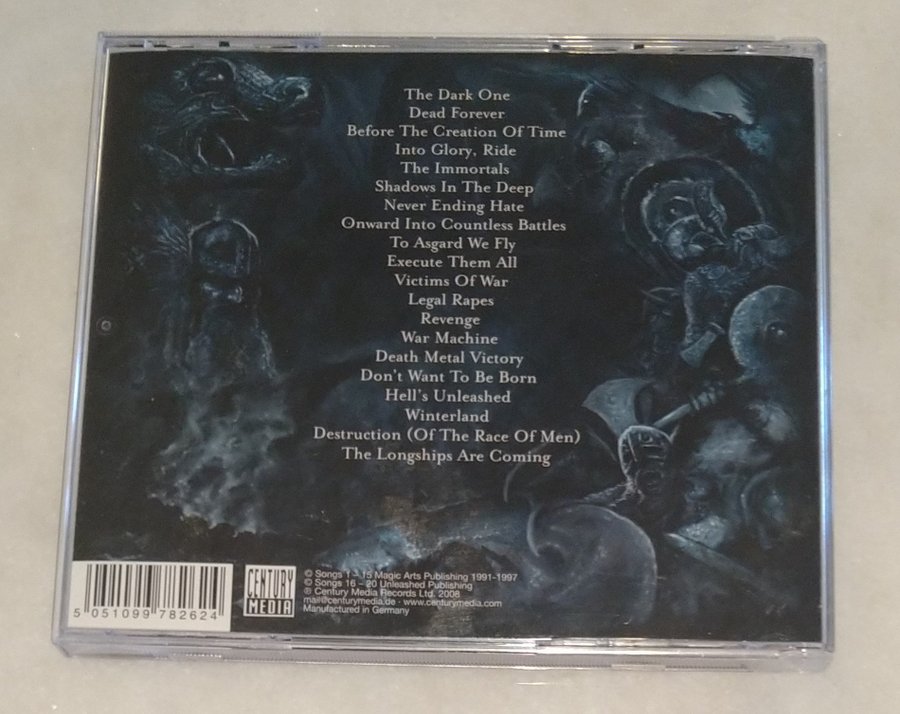 The Dark One
Dead Forever
Before The Creation Of Time
Into Glory, Ride
The Immortals
Shadows In The Deep
Never Ending Hate
Onward Into Countless Battles
To Asgard We Fly
Execute Them All
Victims Of War
Legal Rapes
Revenge
War Machine
Death Metal Victory
Don't Want To Be Born
Hell's Unleashed
Winterland
Destruction (Of The Race Of Men)
The Longships Are Coming
5 051099 782624
CENTURY
MEDIA
© Songs 1 - 15 Magic Arts Publishing 1991-1997
© Songs 16 - 20 Unleashed Publishing
℗ Century Media Records Ltd. 2008
mail@centurymedia.de · www.centurymedia.com
Manufactured in Germany